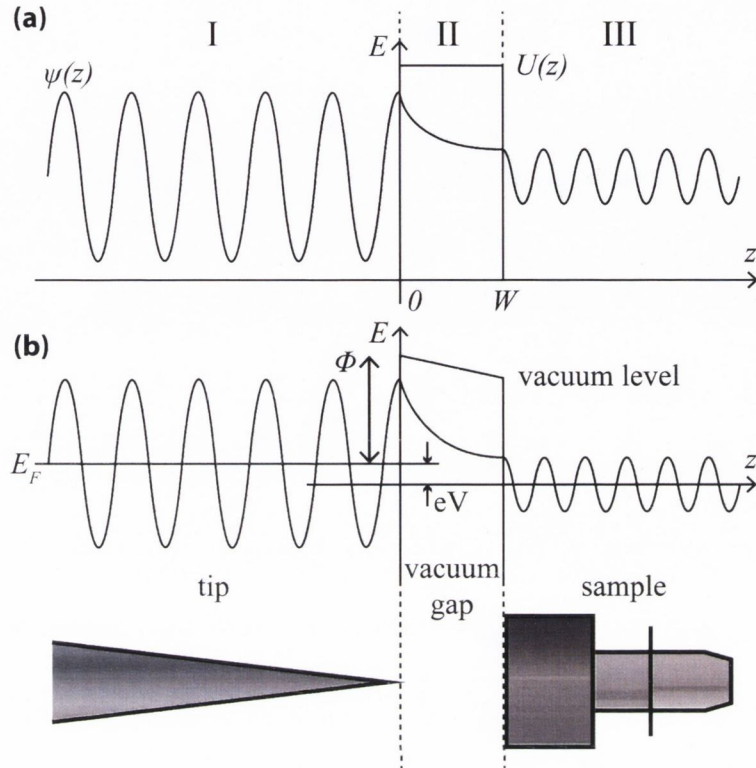 (a)
I
II
III
E
ψ(z)
U(z)
z
0
W
(b)
E
Φ
vacuum level
E_F
z
eV
tip
vacuum
gap
sample